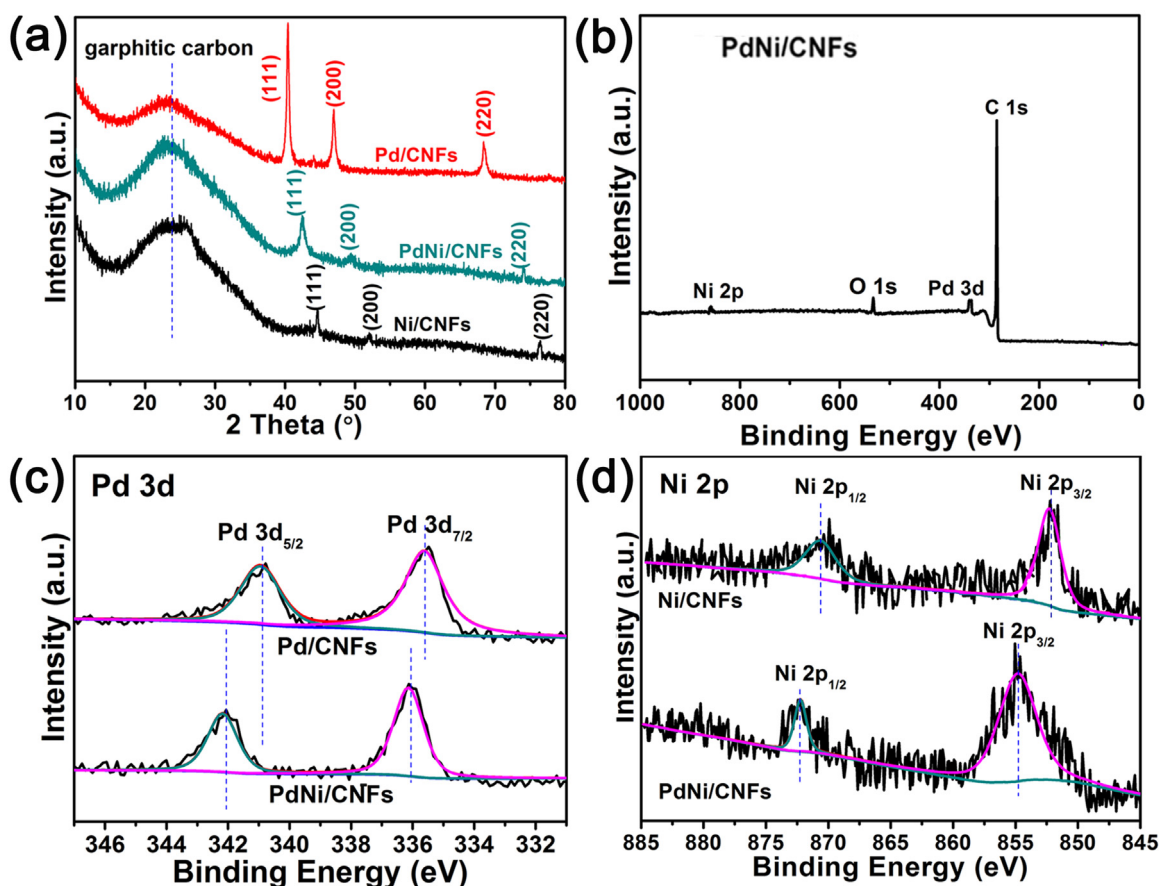 (a)
garphitic carbon
(111)
(200)
(220)
Pd/CNFs
(111)
(200)
(220)
PdNi/CNFs
(111)
(200)
(220)
Ni/CNFs
Intensity (a.u.)
10 20 30 40 50 60 70 80
2 Theta (°)
(b)
PdNi/CNFs
C 1s
Ni 2p
O 1s
Pd 3d
Intensity (a.u.)
1000 800 600 400 200 0
Binding Energy (eV)
(c)
Pd 3d
Pd 3d5/2
Pd 3d7/2
Pd/CNFs
PdNi/CNFs
Intensity (a.u.)
346 344 342 340 338 336 334 332
Binding Energy (eV)
(d)
Ni 2p
Ni 2p1/2
Ni 2p3/2
Ni/CNFs
Ni 2p3/2
Ni 2p1/2
PdNi/CNFs
Intensity (a.u.)
885 880 875 870 865 860 855 850 845
Binding Energy (eV)